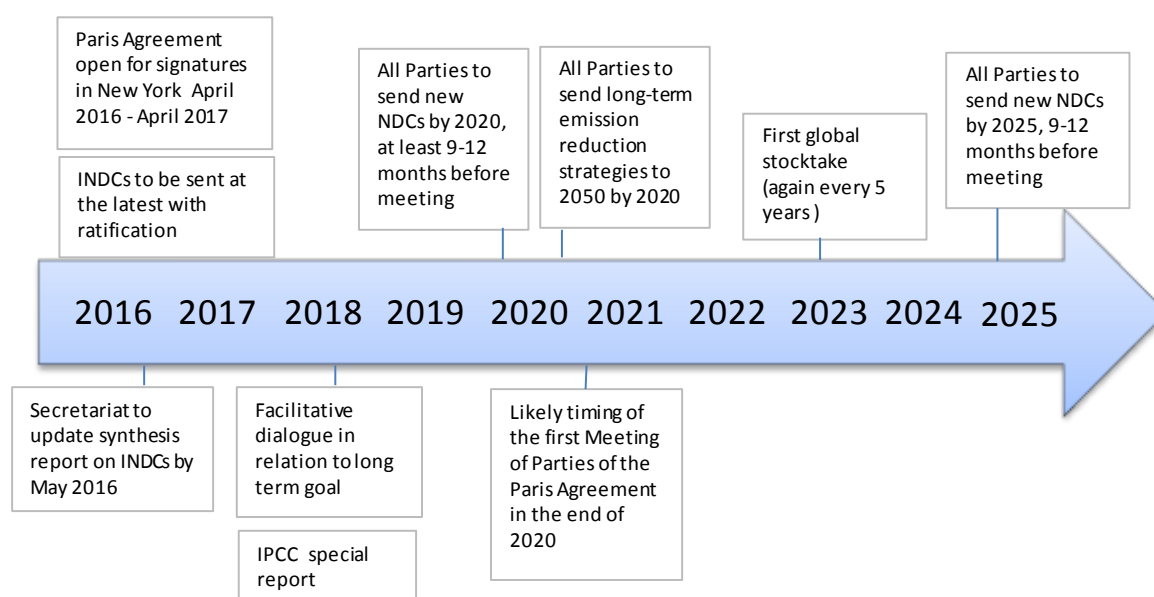 Paris Agreement
open for signatures
in New York April
2016 - April 2017
INDCs to be sent at
the latest with
ratification
All Parties to
send new
NDCs by 2020,
at least 9-12
months before
meeting
All Parties to
send long-term
emission
reduction
strategies to
2050 by 2020
First global
stocktake
(again every 5
years )
All Parties to
send new NDCs
by 2025, 9-12
months before
meeting
2016 2017 2018 2019 2020 2021 2022 2023 2024 2025
Secretariat to
update synthesis
report on INDCs by
May 2016
Facilitative
dialogue in
relation to long
term goal
IPCC special
report
Likely timing of
the first Meeting
of Parties of the
Paris Agreement
in the end of
2020